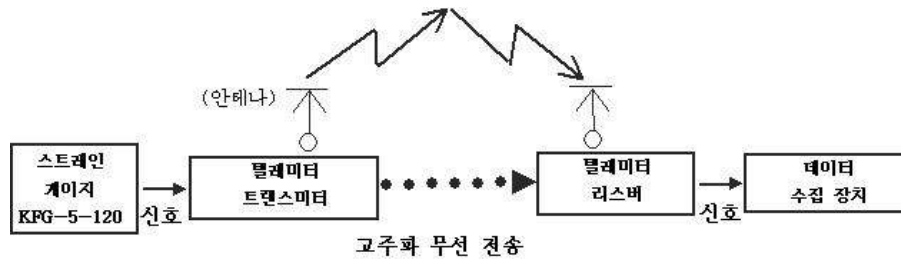 (안테나)
스트레인
게이지
KFG-5-120
신호
텔레미터
트랜스미터
텔레미터
리스버
신호
데이터
수집 장치
고주화 무선 전송